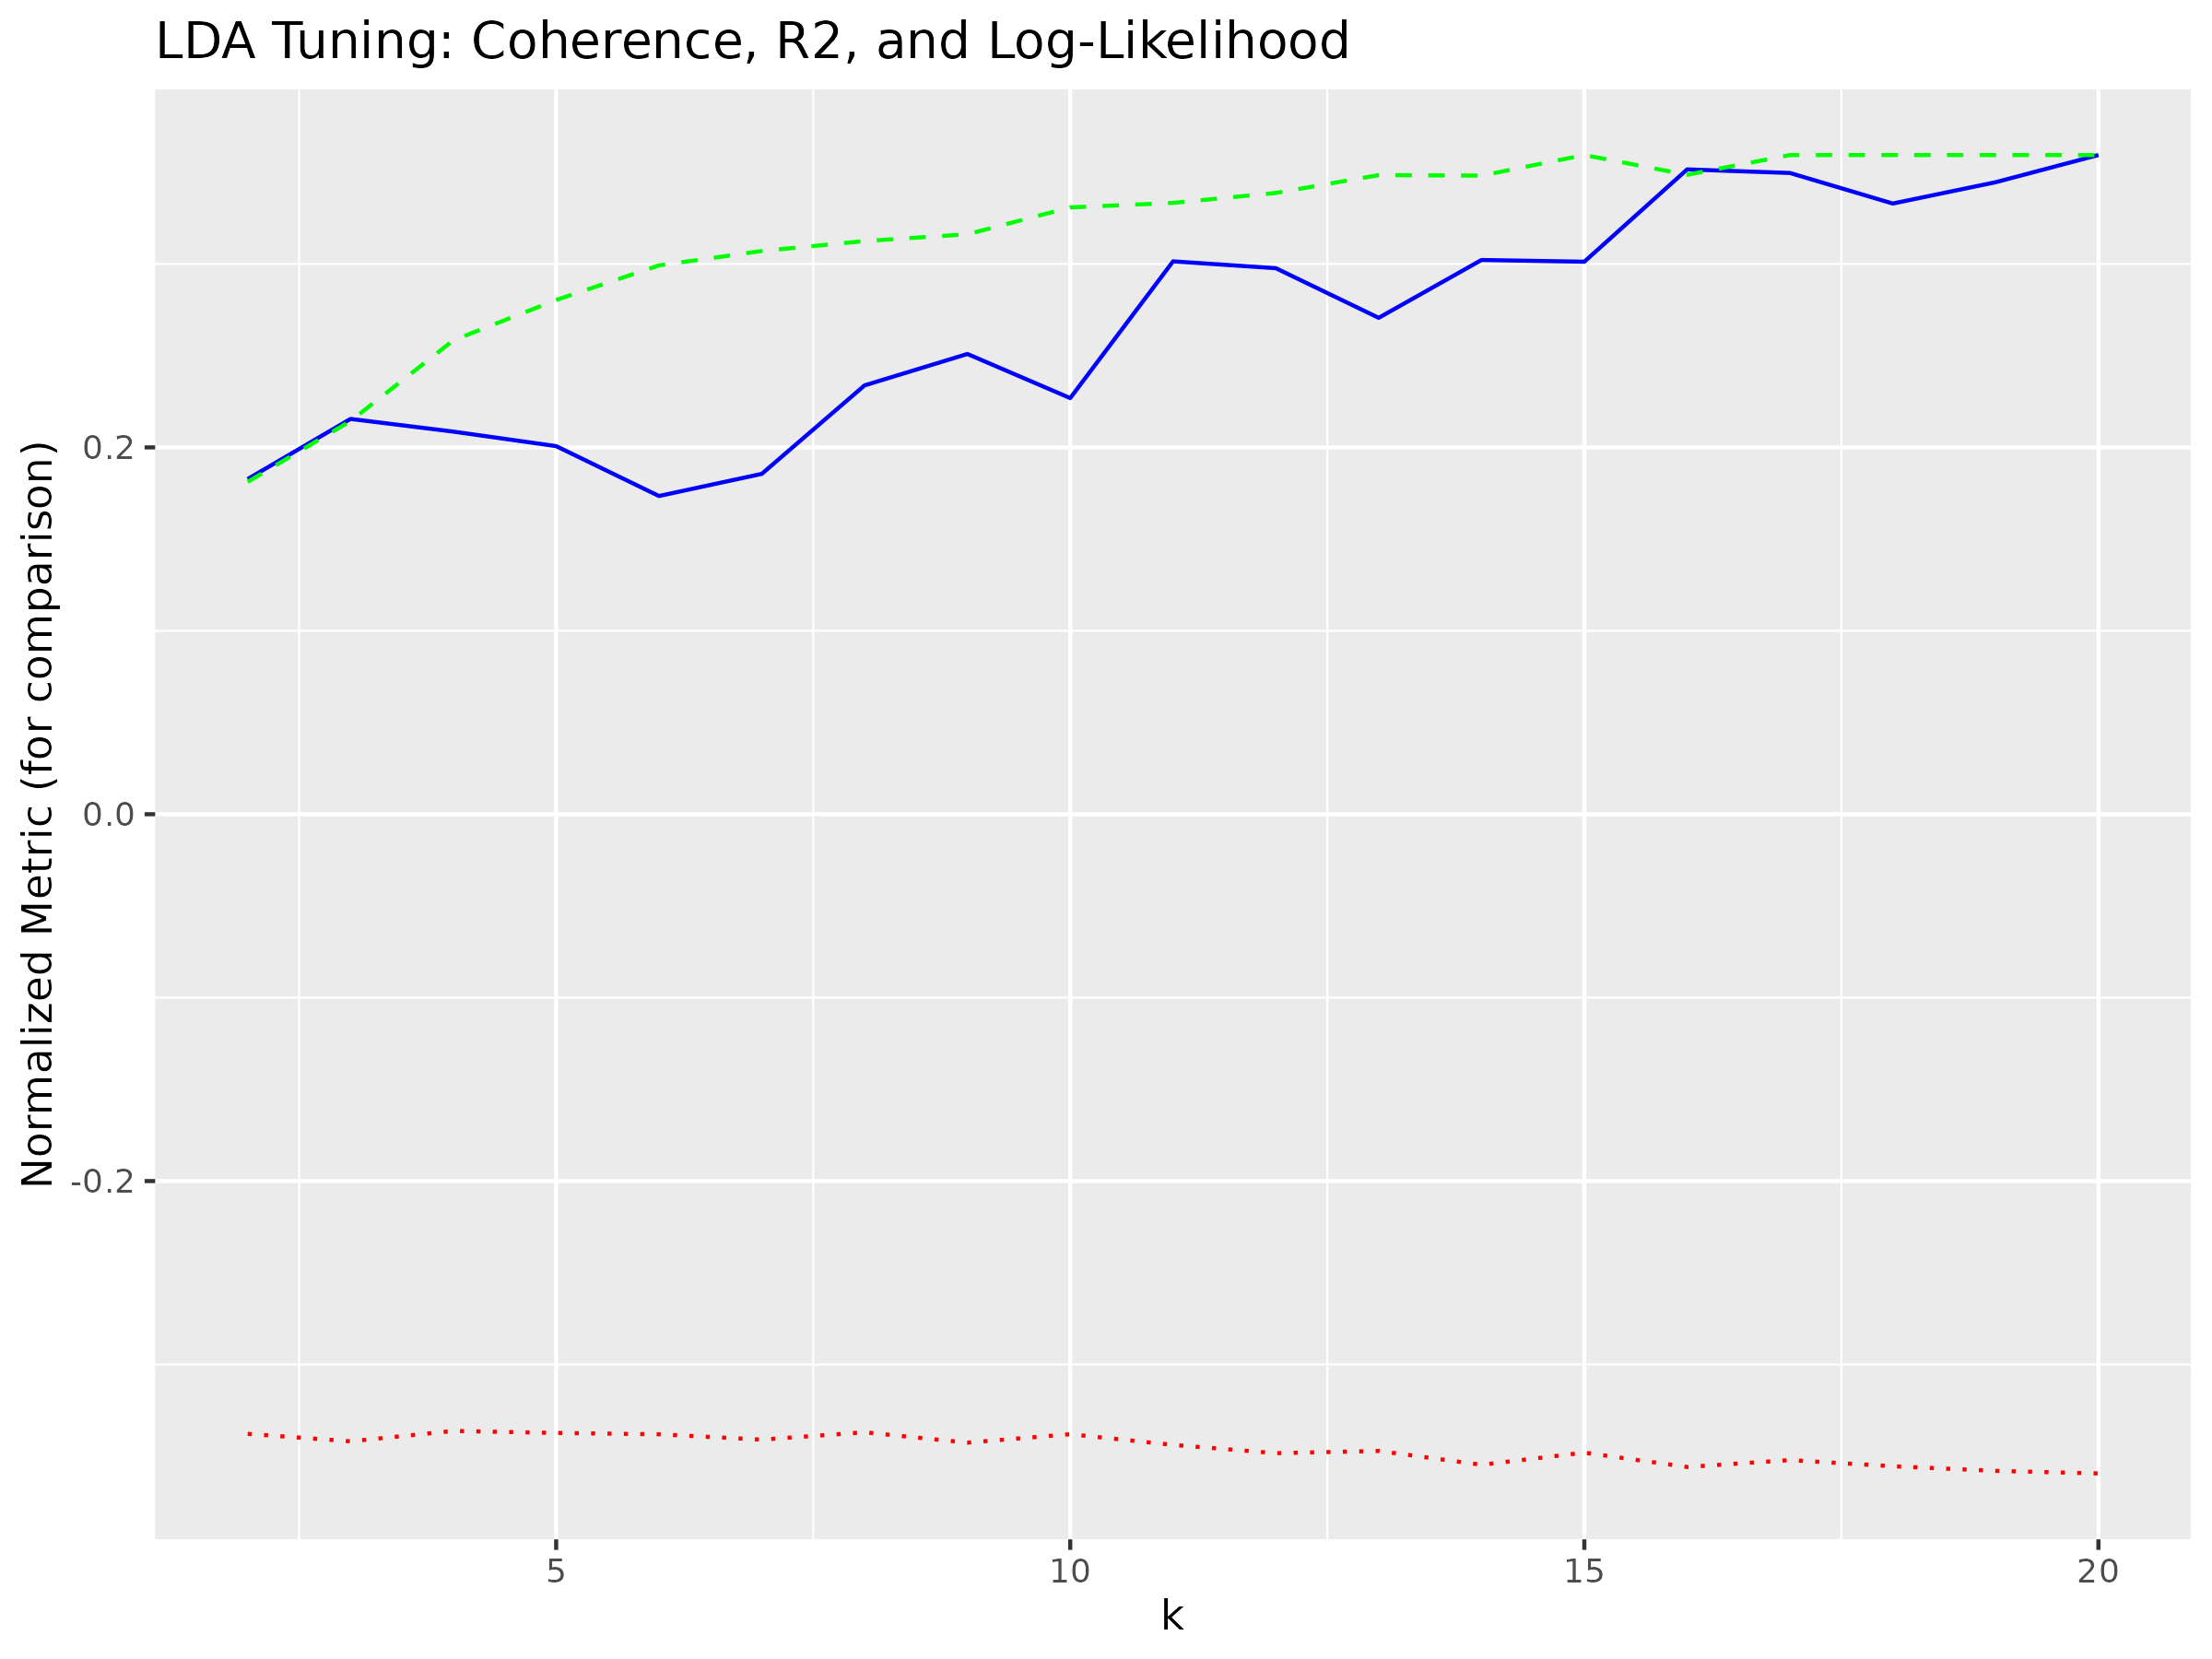 LDA Tuning: Coherence, R2, and Log-Likelihood
Normalized Metric (for comparison)
0.2
0.0
-0.2
5
10
15
20
k